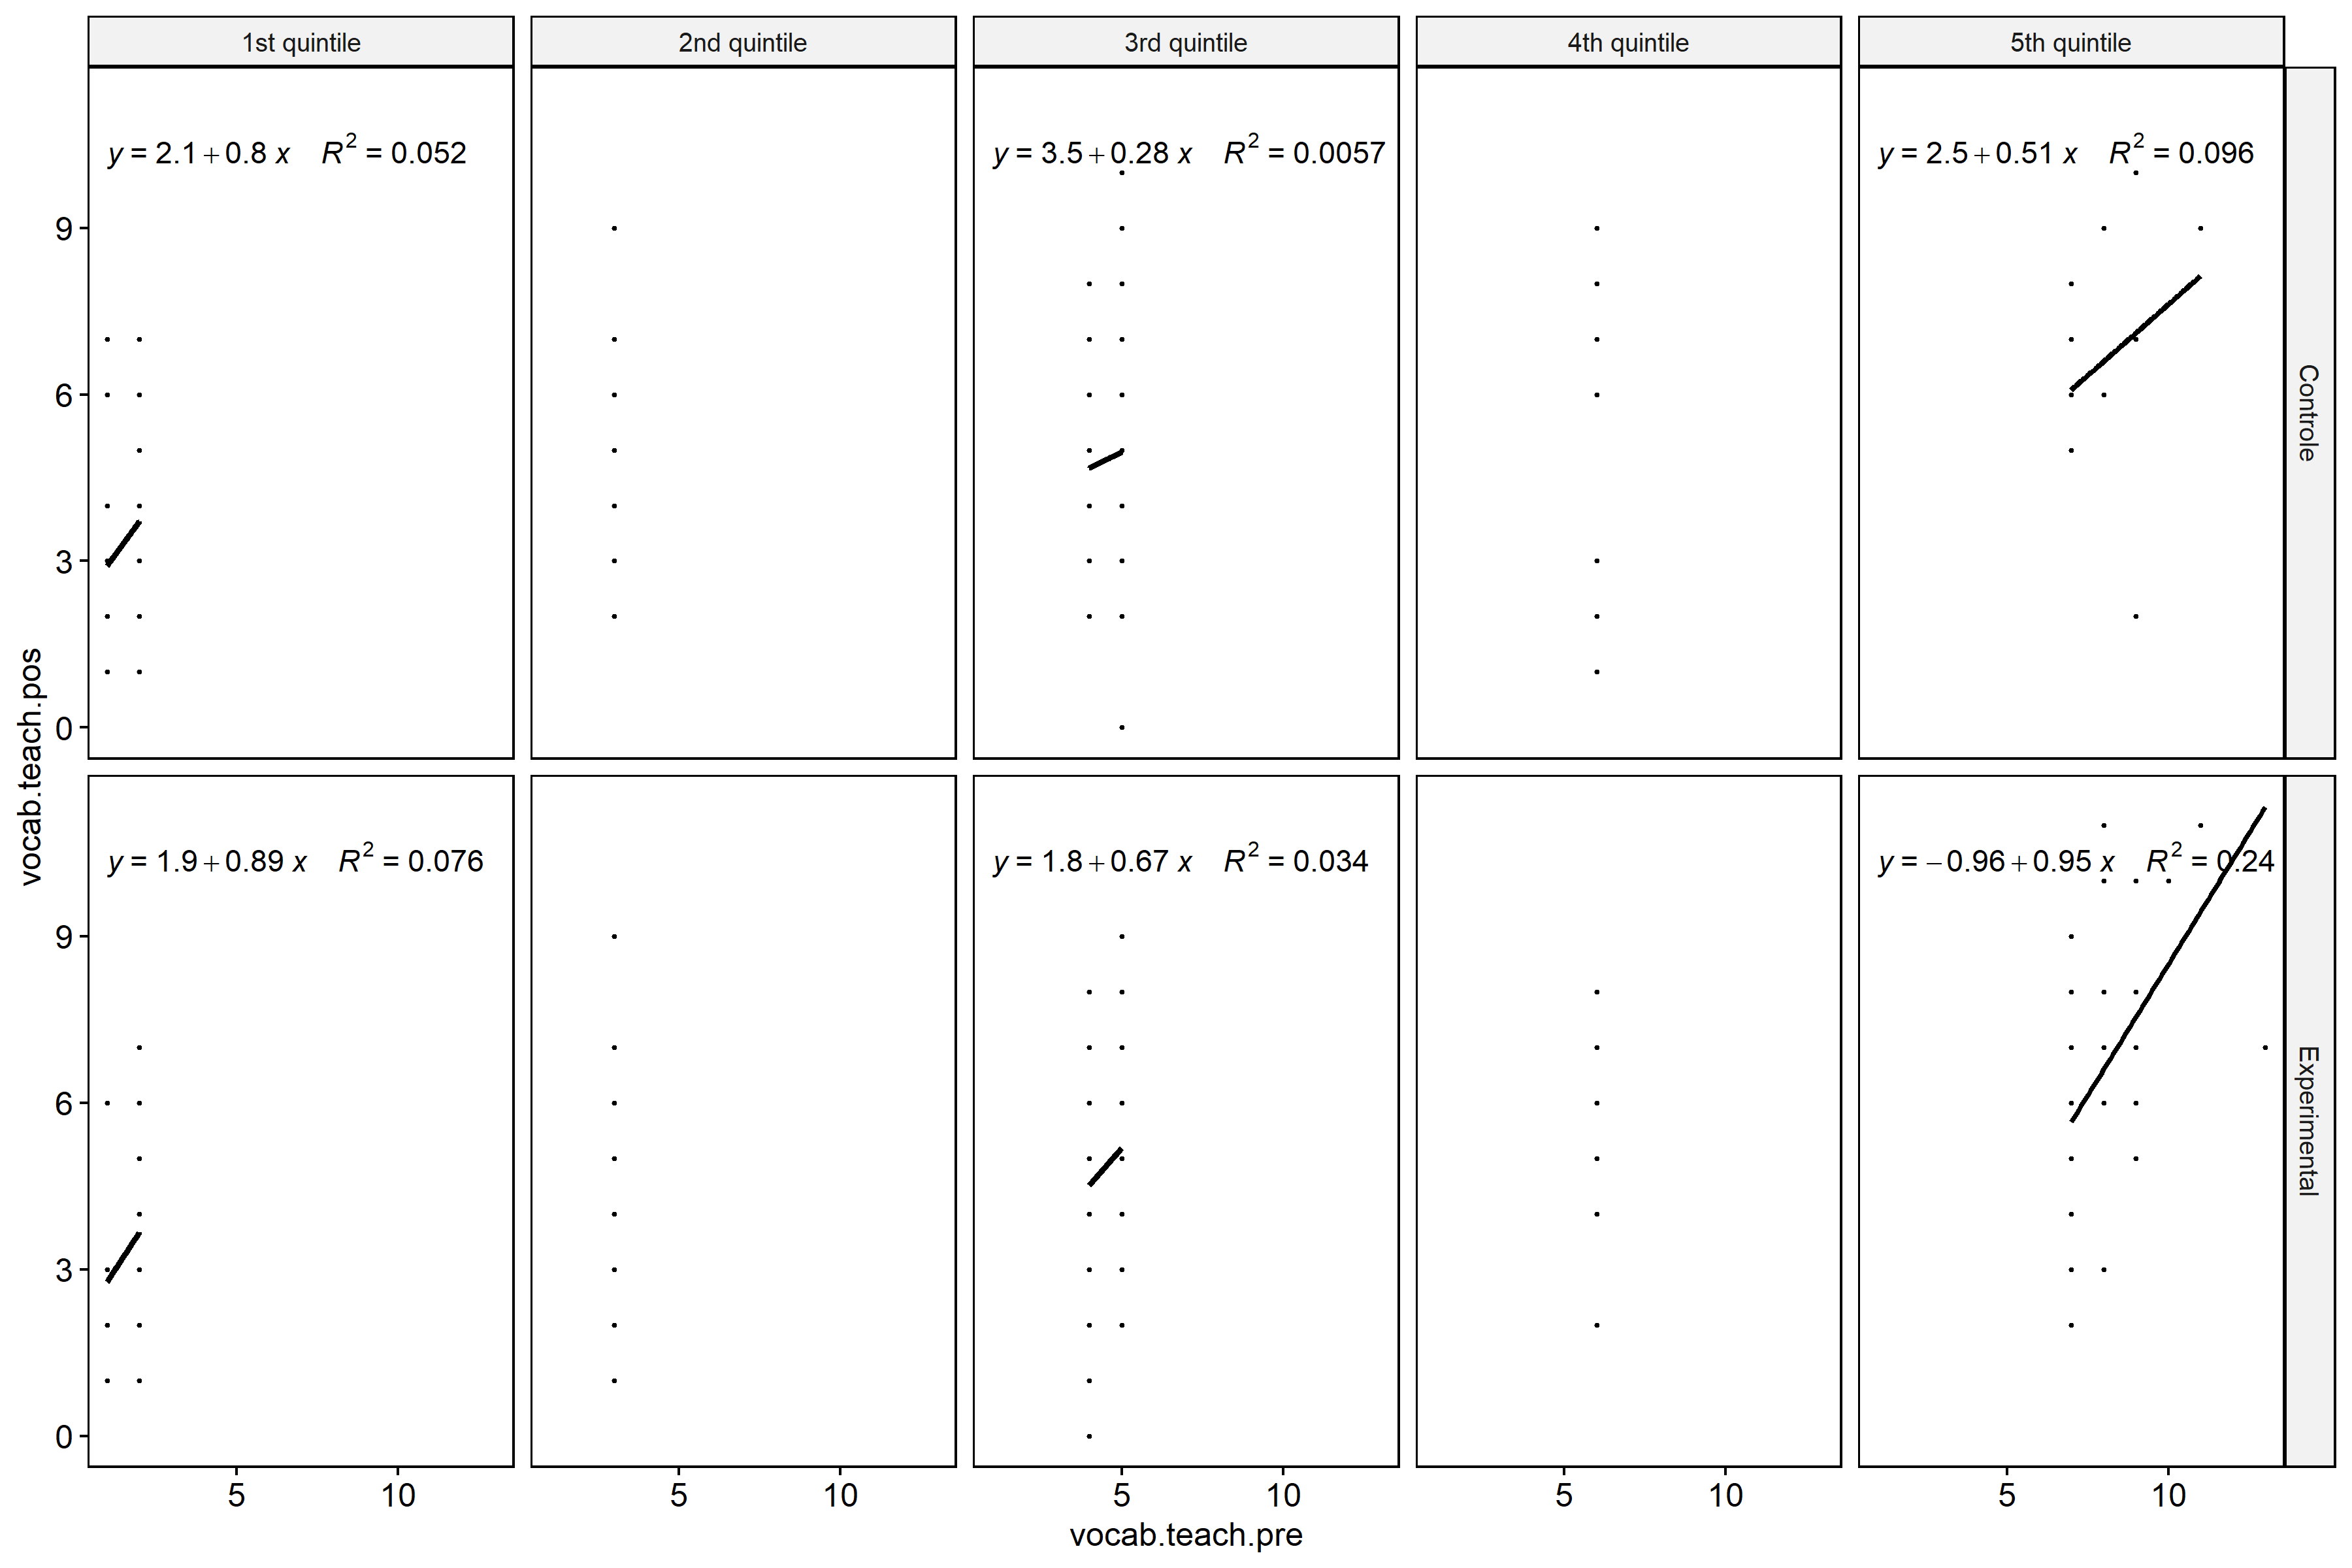 1st quintile 2nd quintile 3rd quintile 4th quintile 5th quintile
y = 2.1 + 0.8 x R² = 0.052
y = 3.5 + 0.28 x R² = 0.0057
y = 2.5 + 0.51 x R² = 0.096
9
6
3
0
Controle
y = 1.9 + 0.89 x R² = 0.076
y = 1.8 + 0.67 x R² = 0.034
y = −0.96 + 0.95 x R² = 0.24
9
6
3
0
Experimental
vocab.teach.pos
5 10 5 10 5 10 5 10 5 10
vocab.teach.pre